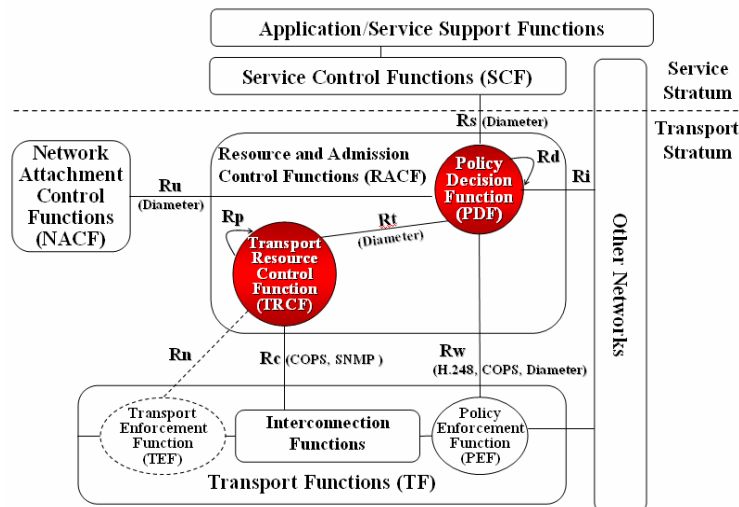 Application/Service Support Functions
Service Control Functions (SCF)
Service
Stratum
Transport
Stratum
Rs (Diameter)
Network
Attachment
Control
Functions
(NACF)
Ru
(Diameter)
Resource and Admission
Control Functions (RACF)
Policy
Decision
Function
(PDF)
Rd
Ri
Rp
Rt
(Diameter)
Transport
Resource
Control
Function
(TRCF)
Other Networks
Rn
Rc (COPS, SNMP )
Rw
(H.248, COPS, Diameter)
Transport
Enforcement
Function
(TEF)
Interconnection
Functions
Policy
Enforcement
Function
(PEF)
Transport Functions (TF)